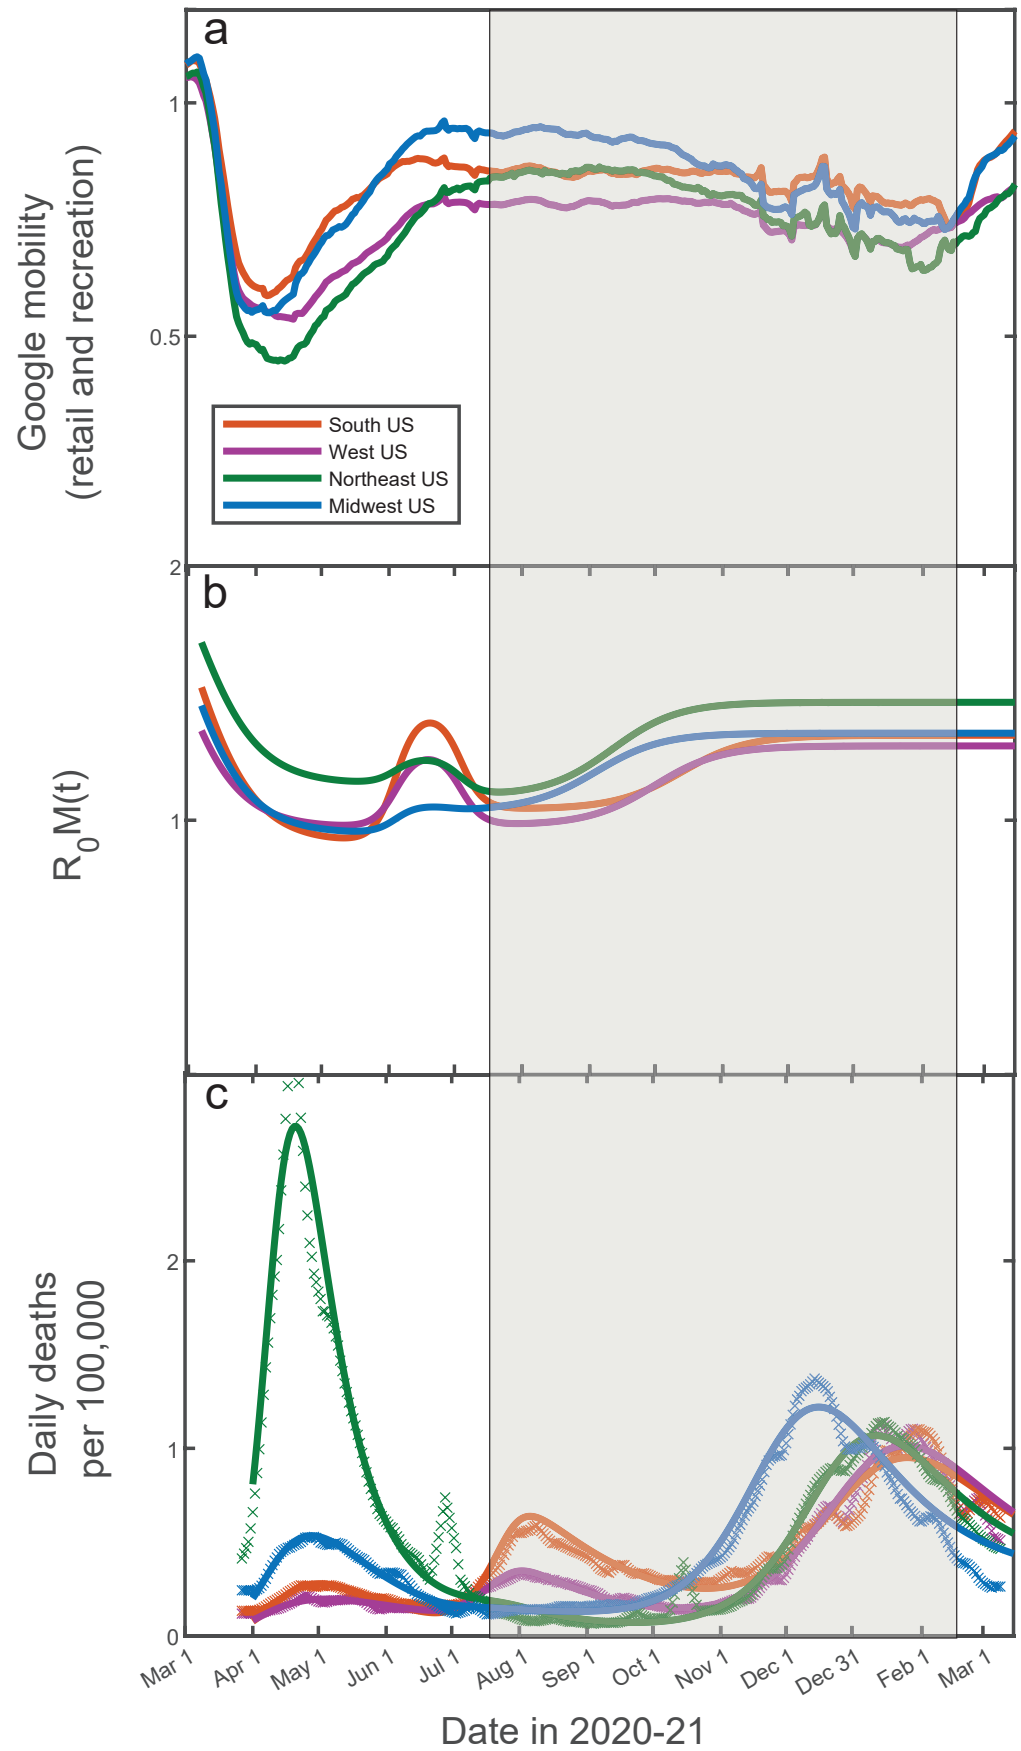 a
1
0.5
Google mobility
(retail and recreation)
South US
West US
Northeast US
Midwest US
b
2
1
R0M(t)
c
2
1
0
Daily deaths
per 100,000
Mar 1 Apr 1 May 1 Jun 1 Jul 1 Aug 1 Sep 1 Oct 1 Nov 1 Dec 1 Dec 31 Feb 1 Mar 1
Date in 2020-21